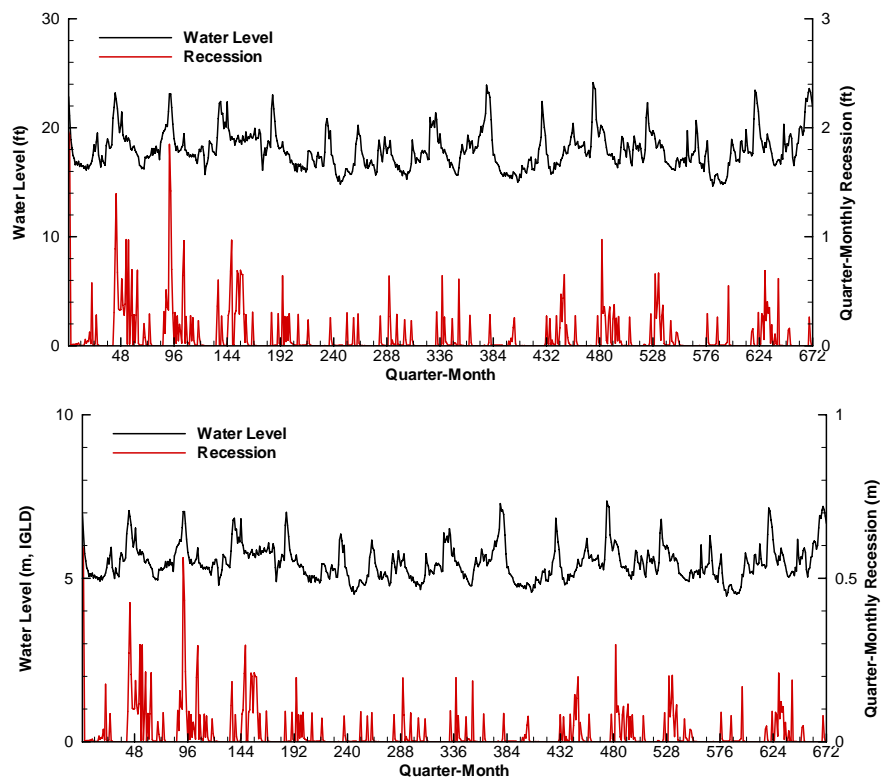 30
3
Water Level
Recession
20
2
Water Level (ft)
Quarter-Monthly Recession (ft)
10
1
0
0
48 96 144 192 240 288 336 384 432 480 528 576 624 672
Quarter-Month
10
1
Water Level
Recession
Water Level (m, IGLD)
Quarter-Monthly Recession (m)
5
0.5
0
0
48 96 144 192 240 288 336 384 432 480 528 576 624 672
Quarter-Month